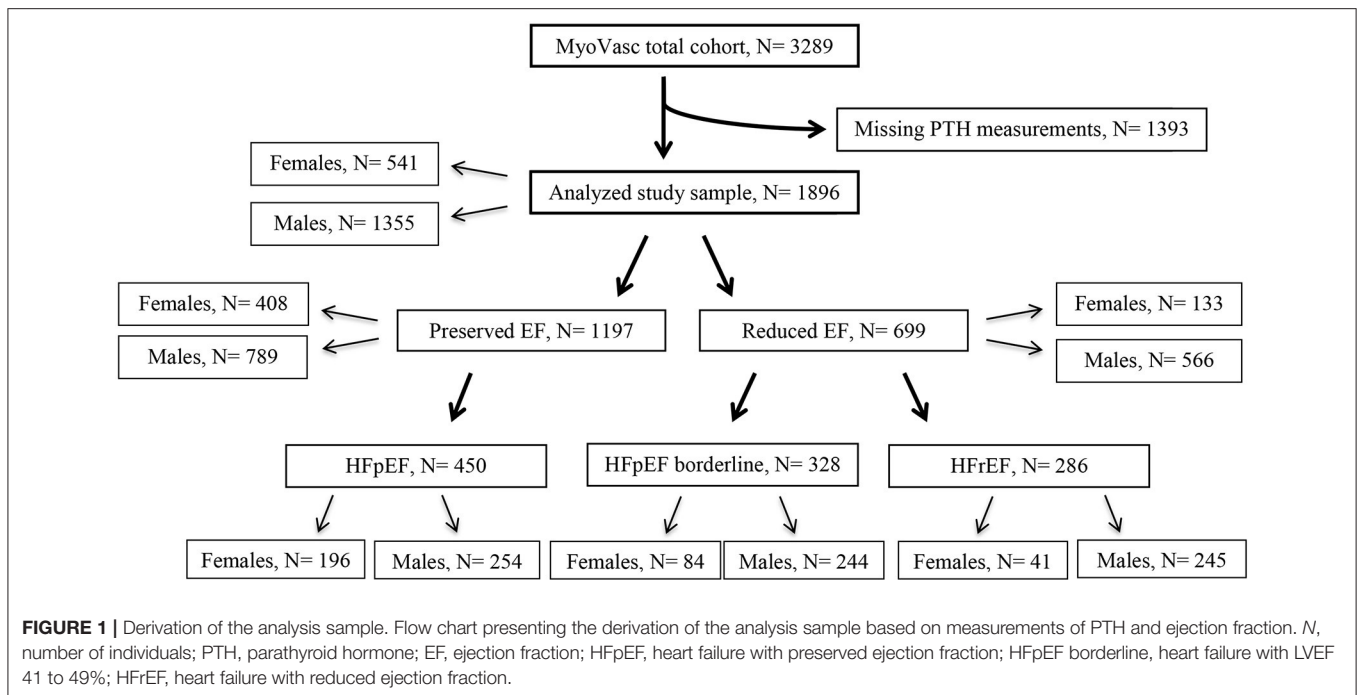 MyoVasc total cohort, N= 3289
Missing PTH measurements, N= 1393
Females, N= 541
Analyzed study sample, N= 1896
Males, N= 1355
Females, N= 408
Females, N= 133
Preserved EF, N= 1197
Reduced EF, N= 699
Males, N= 789
Males, N= 566
HFpEF, N= 450
HFpEF borderline, N= 328
HFrEF, N= 286
Females, N= 196
Males, N= 254
Females, N= 84
Males, N= 244
Females, N= 41
Males, N= 245
FIGURE 1 | Derivation of the analysis sample. Flow chart presenting the derivation of the analysis sample based on measurements of PTH and ejection fraction. N,
number of individuals; PTH, parathyroid hormone; EF, ejection fraction; HFpEF, heart failure with preserved ejection fraction; HFpEF borderline, heart failure with LVEF
41 to 49%; HFrEF, heart failure with reduced ejection fraction.